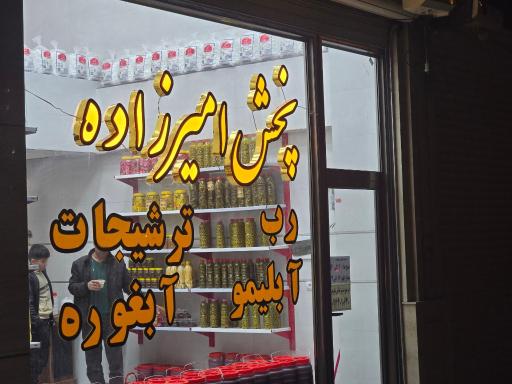 پخش امیرزاده
رب ترشیجات
آبلیمو آبغوره